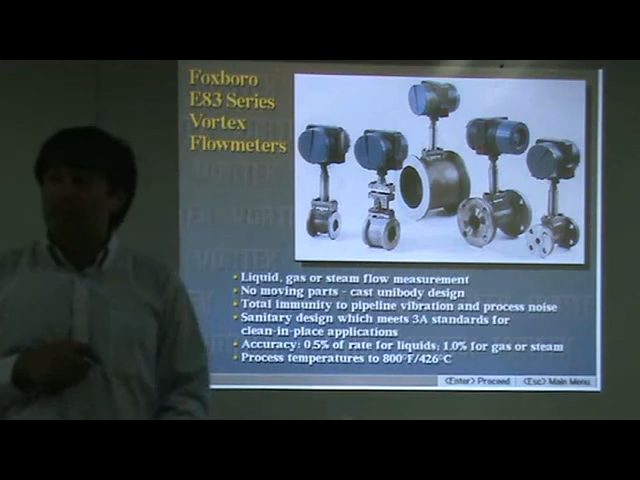 Foxboro
E83 Series
Vortex
Flowmeters
• Liquid, gas or steam flow measurement
• No moving parts - cast unibody design
• Total immunity to pipeline vibration and process noise
• Sanitary design which meets 3A standards for
clean-in-place applications
• Accuracy: 0.5% of rate for liquids; 1.0% for gas or steam
• Process temperatures to 800°F/426°C
<Enter> Proceed <Esc> Main Menu